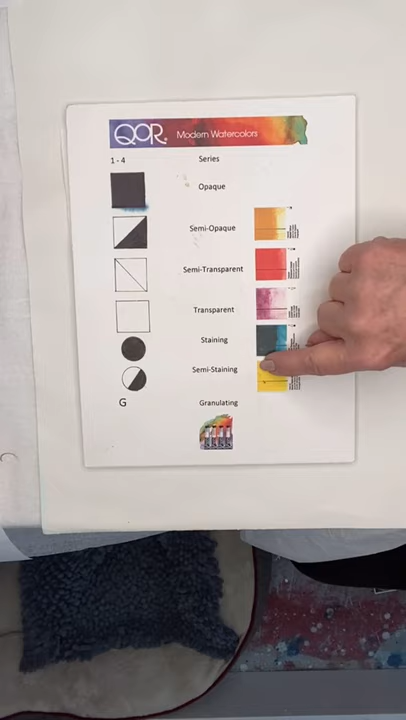 QOR. Modern Watercolors
1 - 4 Series
Opaque
Semi-Opaque
Semi-Transparent
Transparent
Staining
Semi-Staining
G Granulating